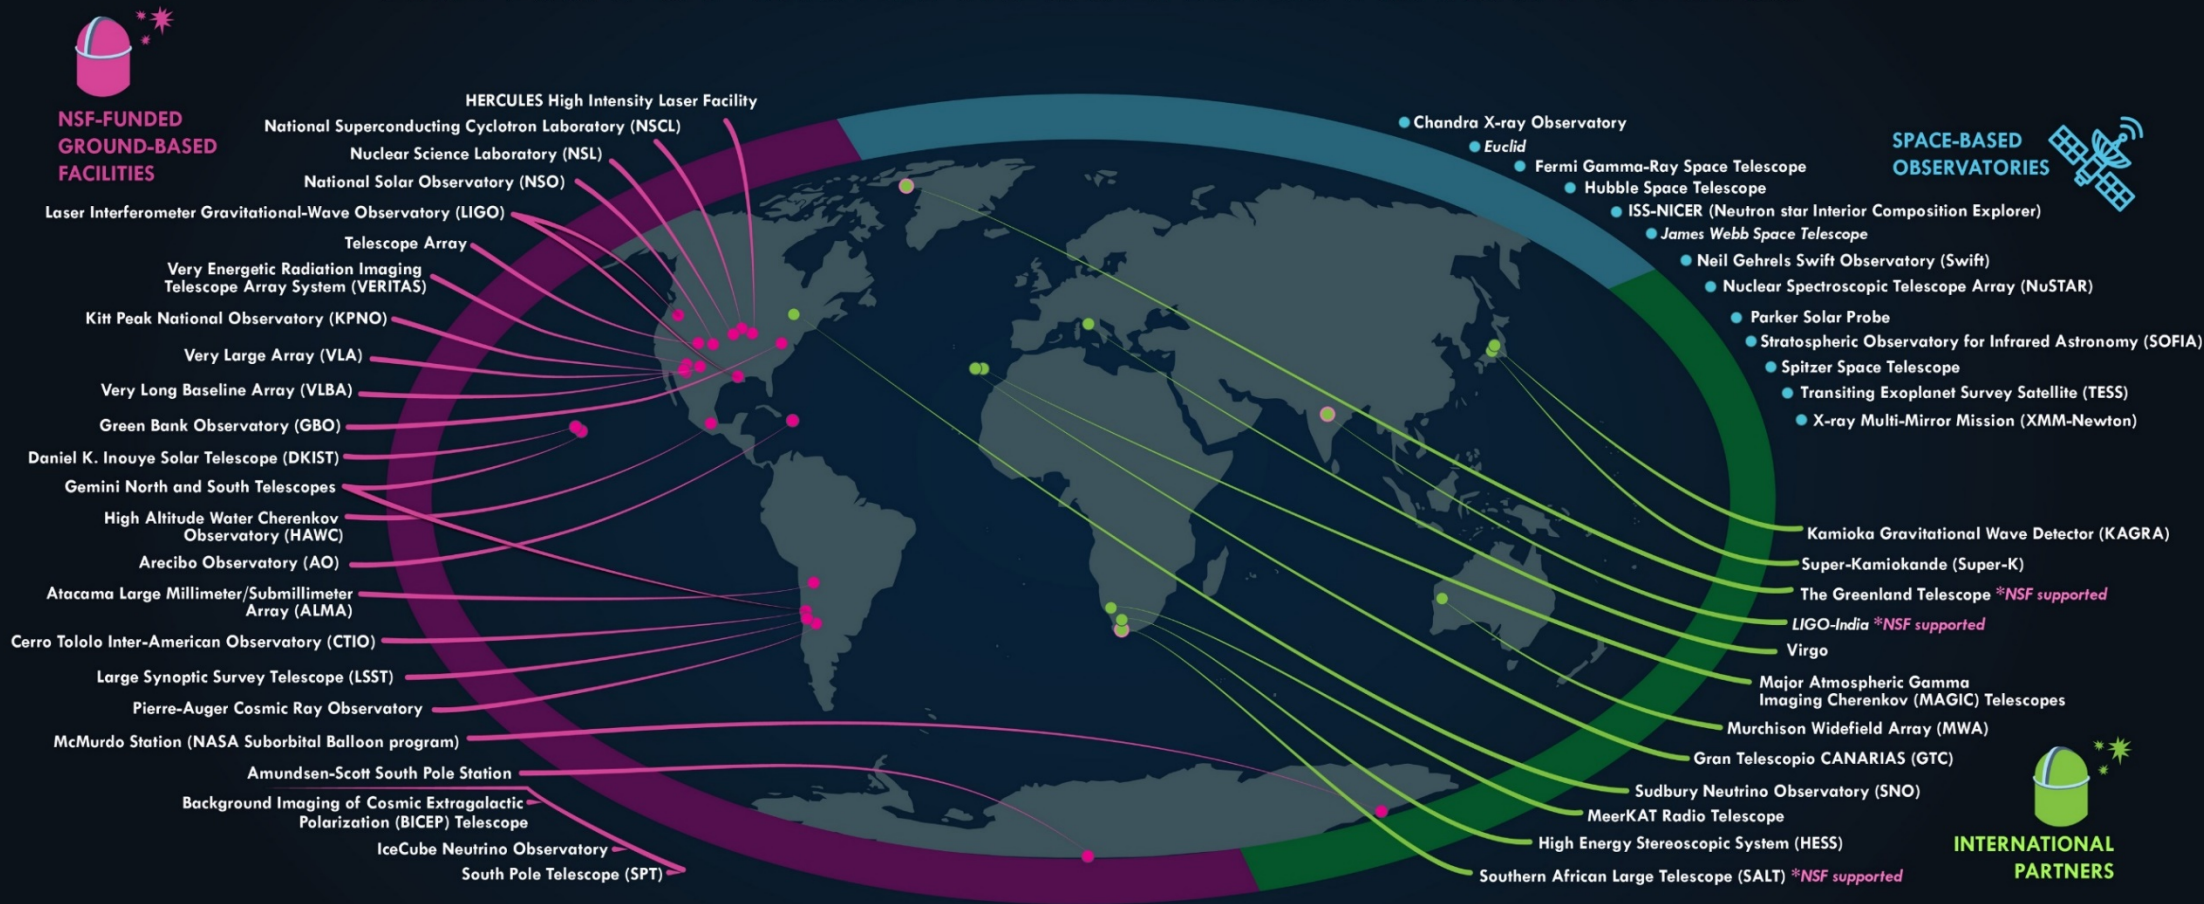 NSF-FUNDED
GROUND-BASED
FACILITIES
HERCULES High Intensity Laser Facility
National Superconducting Cyclotron Laboratory (NSCL)
Nuclear Science Laboratory (NSL)
National Solar Observatory (NSO)
Laser Interferometer Gravitational-Wave Observatory (LIGO)
Telescope Array
Very Energetic Radiation Imaging
Telescope Array System (VERITAS)
Kitt Peak National Observatory (KPNO)
Very Large Array (VLA)
Very Long Baseline Array (VLBA)
Green Bank Observatory (GBO)
Daniel K. Inouye Solar Telescope (DKIST)
Gemini North and South Telescopes
High Altitude Water Cherenkov
Observatory (HAWC)
Arecibo Observatory (AO)
Atacama Large Millimeter/Submillimeter
Array (ALMA)
Cerro Tololo Inter-American Observatory (CTIO)
Large Synoptic Survey Telescope (LSST)
Pierre-Auger Cosmic Ray Observatory
McMurdo Station (NASA Suborbital Balloon program)
Amundsen-Scott South Pole Station
Background Imaging of Cosmic Extragalactic
Polarization (BICEP) Telescope
IceCube Neutrino Observatory
South Pole Telescope (SPT)
SPACE-BASED
OBSERVATORIES
Chandra X-ray Observatory
Euclid
Fermi Gamma-Ray Space Telescope
Hubble Space Telescope
ISS-NICER (Neutron star Interior Composition Explorer)
James Webb Space Telescope
Neil Gehrels Swift Observatory (Swift)
Nuclear Spectroscopic Telescope Array (NuSTAR)
Parker Solar Probe
Stratospheric Observatory for Infrared Astronomy (SOFIA)
Spitzer Space Telescope
Transiting Exoplanet Survey Satellite (TESS)
X-ray Multi-Mirror Mission (XMM-Newton)
Kamioka Gravitational Wave Detector (KAGRA)
Super-Kamiokande (Super-K)
The Greenland Telescope *NSF supported
LIGO-India *NSF supported
Virgo
Major Atmospheric Gamma
Imaging Cherenkov (MAGIC) Telescopes
Murchison Widefield Array (MWA)
Gran Telescopio CANARIAS (GTC)
Sudbury Neutrino Observatory (SNO)
MeerKAT Radio Telescope
High Energy Stereoscopic System (HESS)
Southern African Large Telescope (SALT) *NSF supported
INTERNATIONAL
PARTNERS